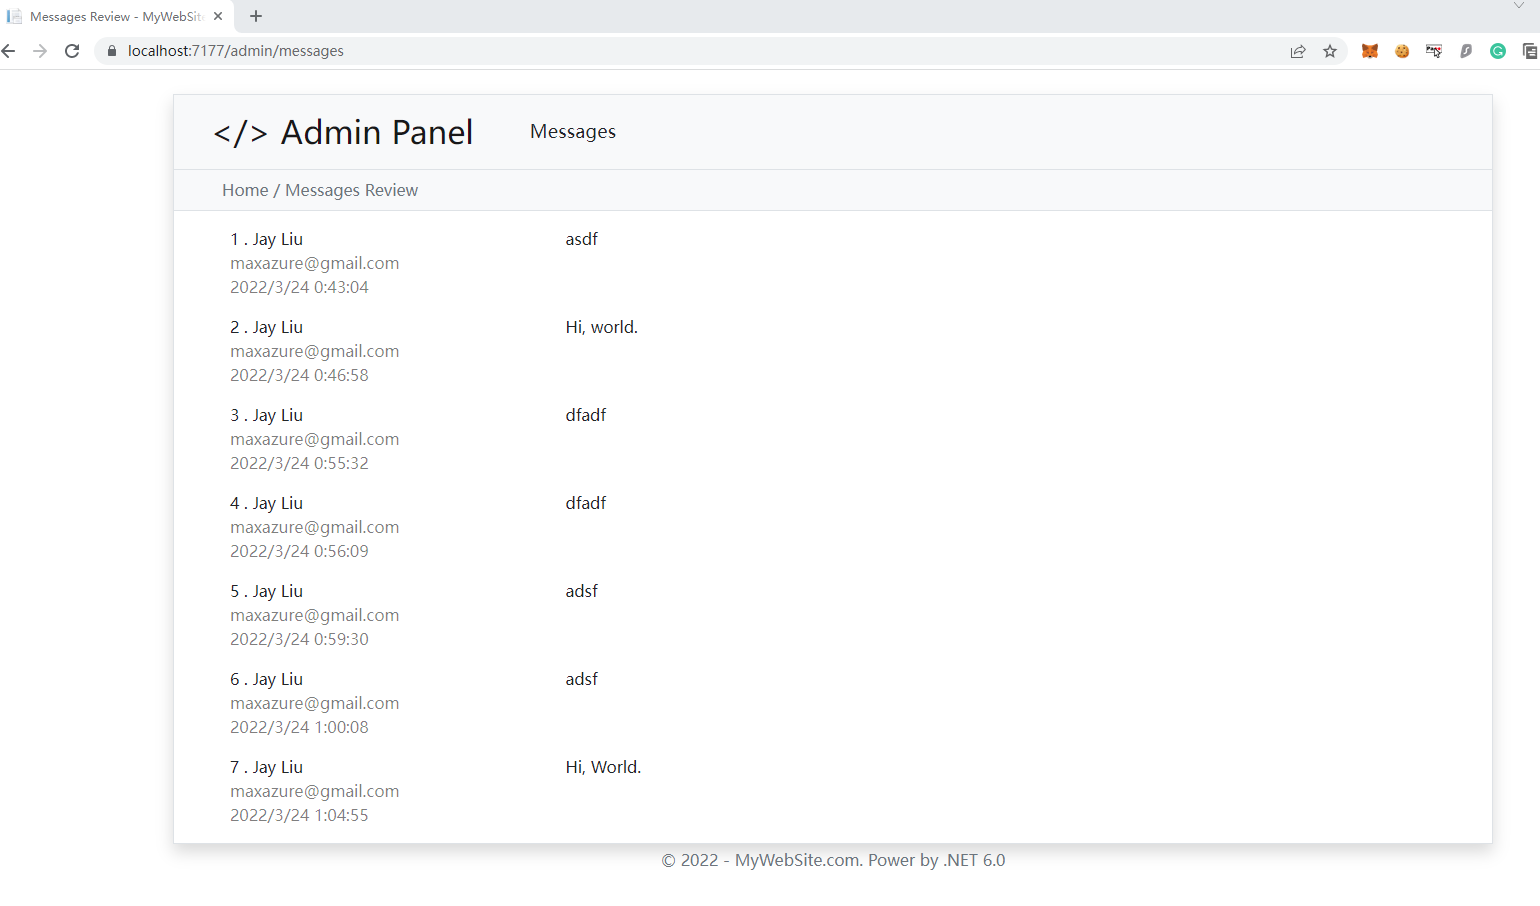 Messages Review - MyWebSit
localhost:7177/admin/messages
</> Admin Panel
Messages
Home / Messages Review
1 . Jay Liu
asdf
maxazure@gmail.com
2022/3/24 0:43:04
2 . Jay Liu
Hi, world.
maxazure@gmail.com
2022/3/24 0:46:58
3 . Jay Liu
dfadf
maxazure@gmail.com
2022/3/24 0:55:32
4 . Jay Liu
dfadf
maxazure@gmail.com
2022/3/24 0:56:09
5 . Jay Liu
adsf
maxazure@gmail.com
2022/3/24 0:59:30
6 . Jay Liu
adsf
maxazure@gmail.com
2022/3/24 1:00:08
7 . Jay Liu
Hi, World.
maxazure@gmail.com
2022/3/24 1:04:55
© 2022 - MyWebSite.com. Power by .NET 6.0